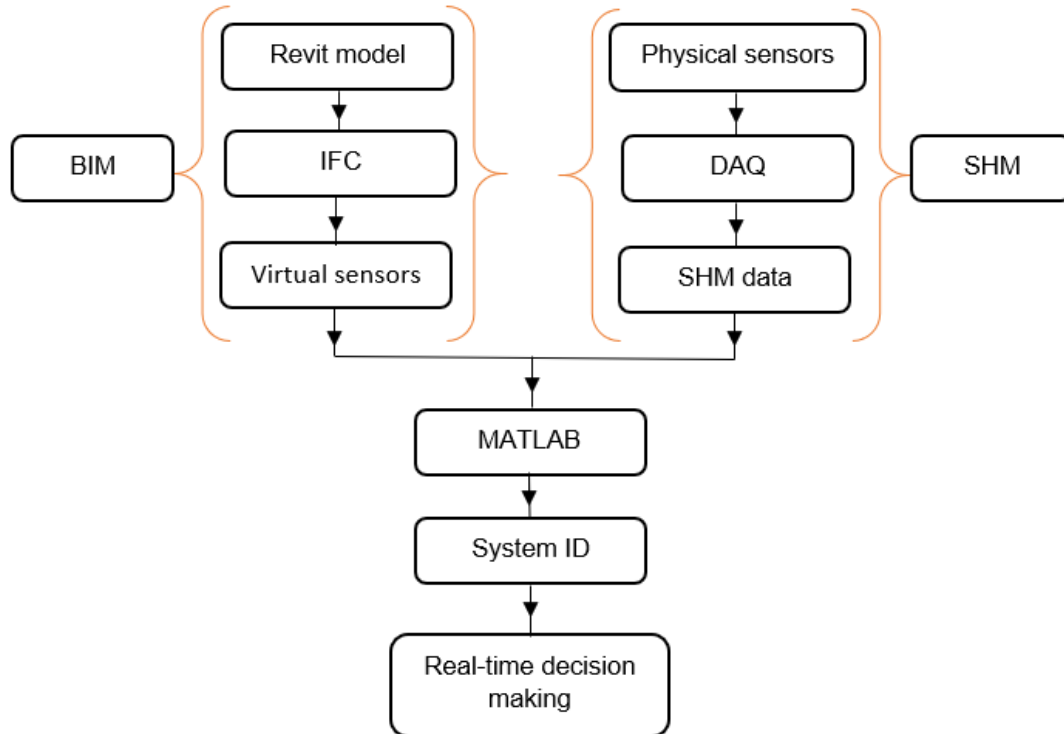 Revit model
Physical sensors
BIM
IFC
DAQ
SHM
Virtual sensors
SHM data
MATLAB
System ID
Real-time decision
making